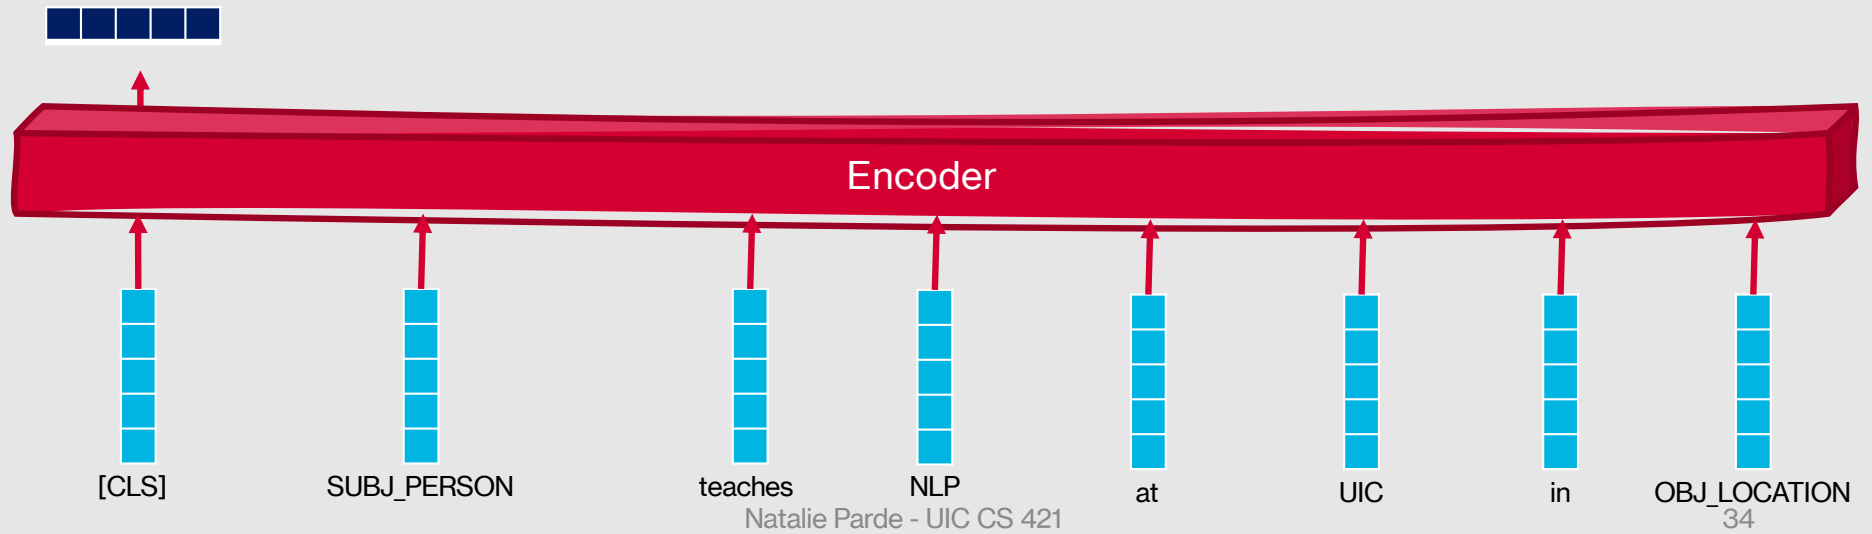 Encoder
[CLS] SUBJ_PERSON teaches NLP at UIC in OBJ_LOCATION
Natalie Parde - UIC CS 421
34